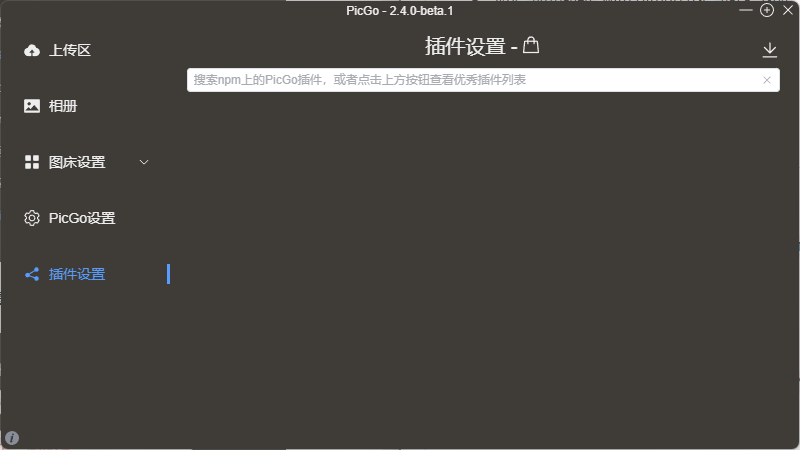 PicGo - 2.4.0-beta.1
上传区
相册
图床设置
PicGo设置
插件设置
插件设置 -
搜索npm上的PicGo插件，或者点击上方按钮查看优秀插件列表